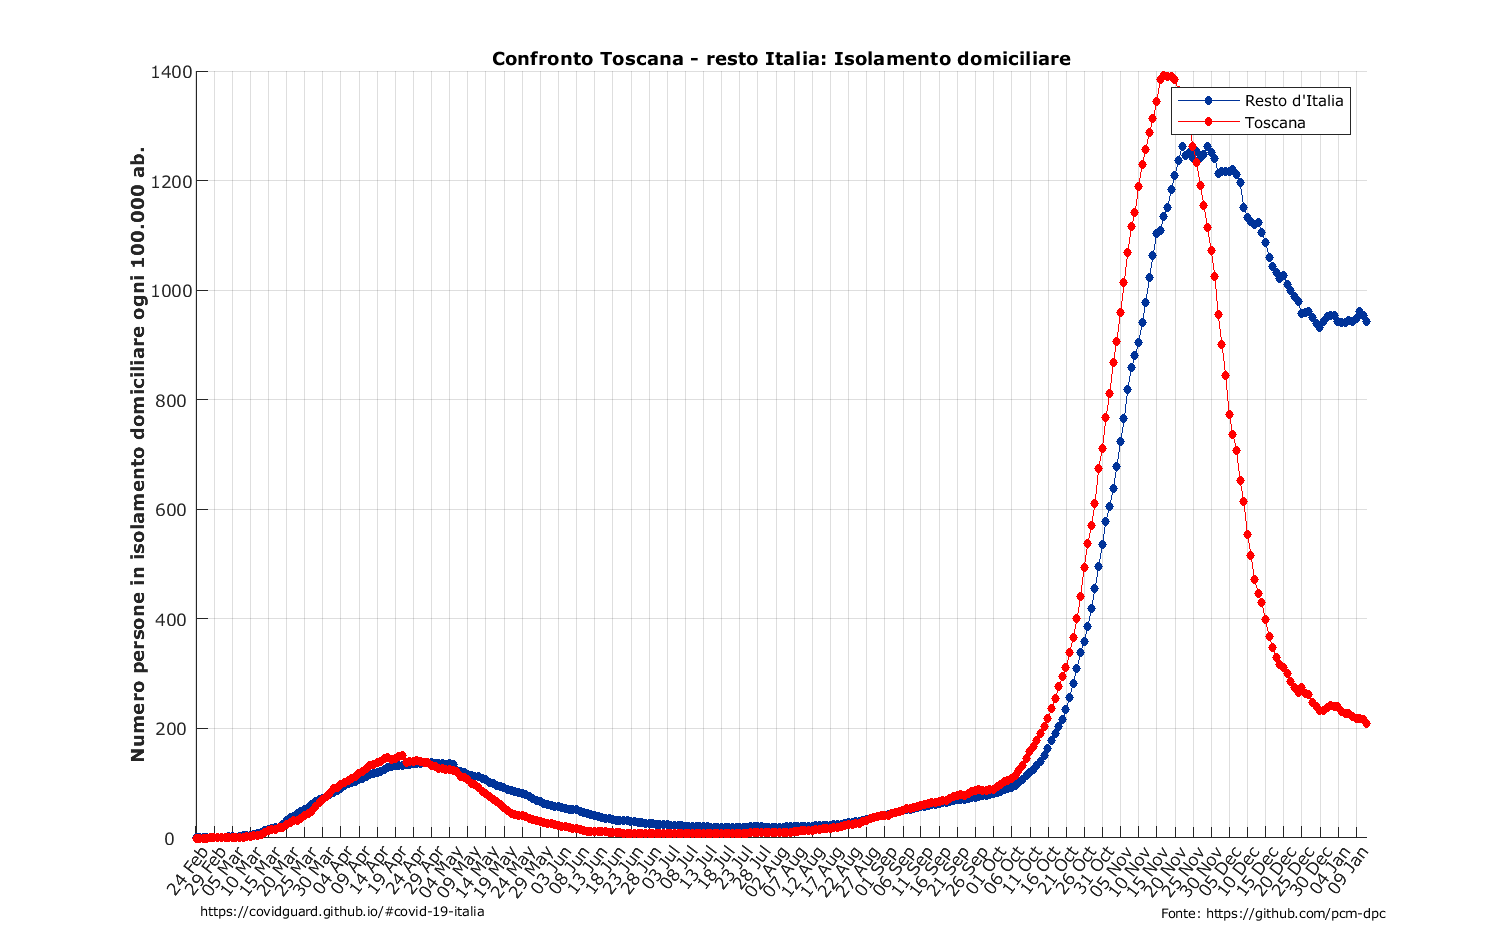 Confronto Toscana - resto Italia: Isolamento domiciliare
Numero persone in isolamento domiciliare ogni 100.000 ab.
1400
1200
1000
800
600
400
200
0
Resto d'Italia
Toscana
24 Feb
29 Feb
05 Mar
10 Mar
15 Mar
20 Mar
25 Mar
30 Mar
04 Apr
09 Apr
14 Apr
19 Apr
24 Apr
29 Apr
04 May
09 May
14 May
19 May
24 May
29 May
03 Jun
08 Jun
13 Jun
18 Jun
23 Jun
28 Jun
03 Jul
08 Jul
13 Jul
18 Jul
23 Jul
28 Jul
02 Aug
07 Aug
12 Aug
17 Aug
22 Aug
27 Aug
01 Sep
06 Sep
11 Sep
16 Sep
21 Sep
26 Sep
01 Oct
06 Oct
11 Oct
16 Oct
21 Oct
26 Oct
31 Oct
05 Nov
10 Nov
15 Nov
20 Nov
25 Nov
30 Nov
05 Dec
10 Dec
15 Dec
20 Dec
25 Dec
30 Dec
04 Jan
09 Jan
https://covidguard.github.io/#covid-19-italia
Fonte: https://github.com/pcm-dpc